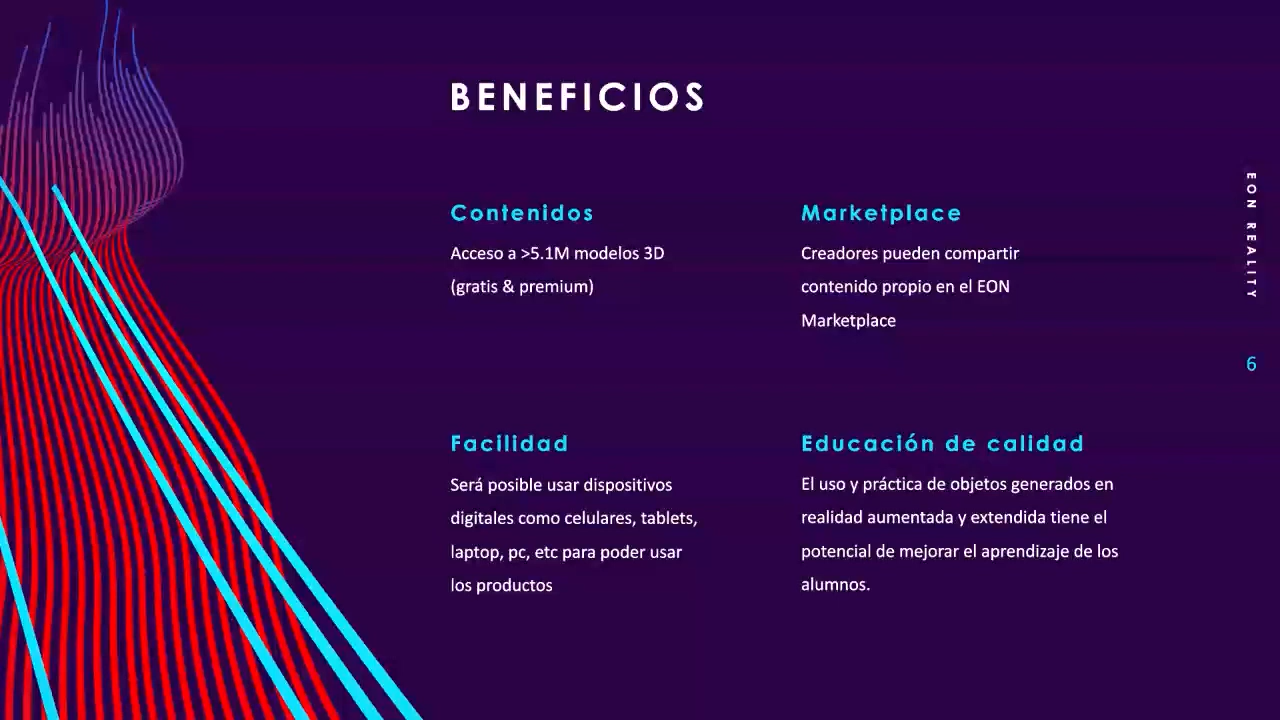 BENEFICIOS
Contenidos
Acceso a >5.1M modelos 3D
(gratis & premium)
Marketplace
Creadores pueden compartir
contenido propio en el EON
Marketplace
Facilidad
Será posible usar dispositivos
digitales como celulares, tablets,
laptop, pc, etc para poder usar
los productos
Educación de calidad
El uso y práctica de objetos generados en
realidad aumentada y extendida tiene el
potencial de mejorar el aprendizaje de los
alumnos.
EON REALITY
6